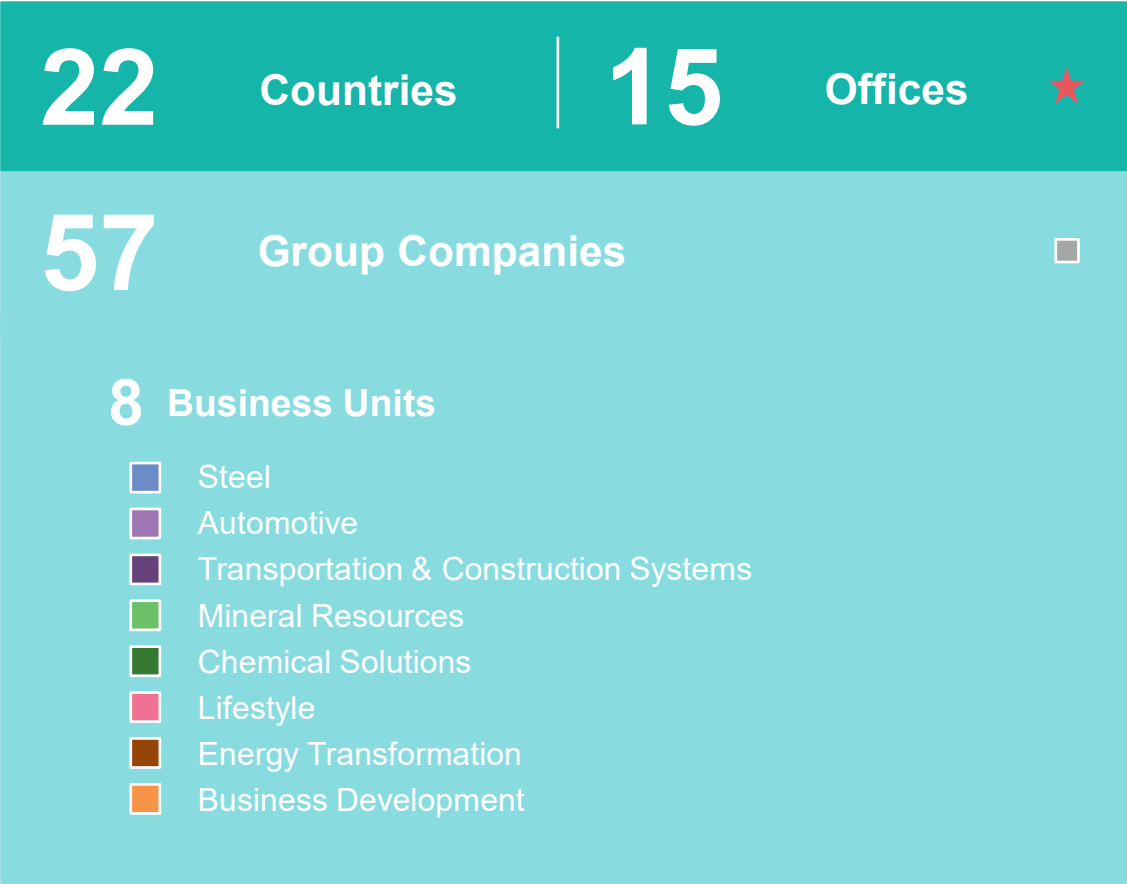 22 Countries 15 Offices
57 Group Companies
8 Business Units
Steel
Automotive
Transportation & Construction Systems
Mineral Resources
Chemical Solutions
Lifestyle
Energy Transformation
Business Development